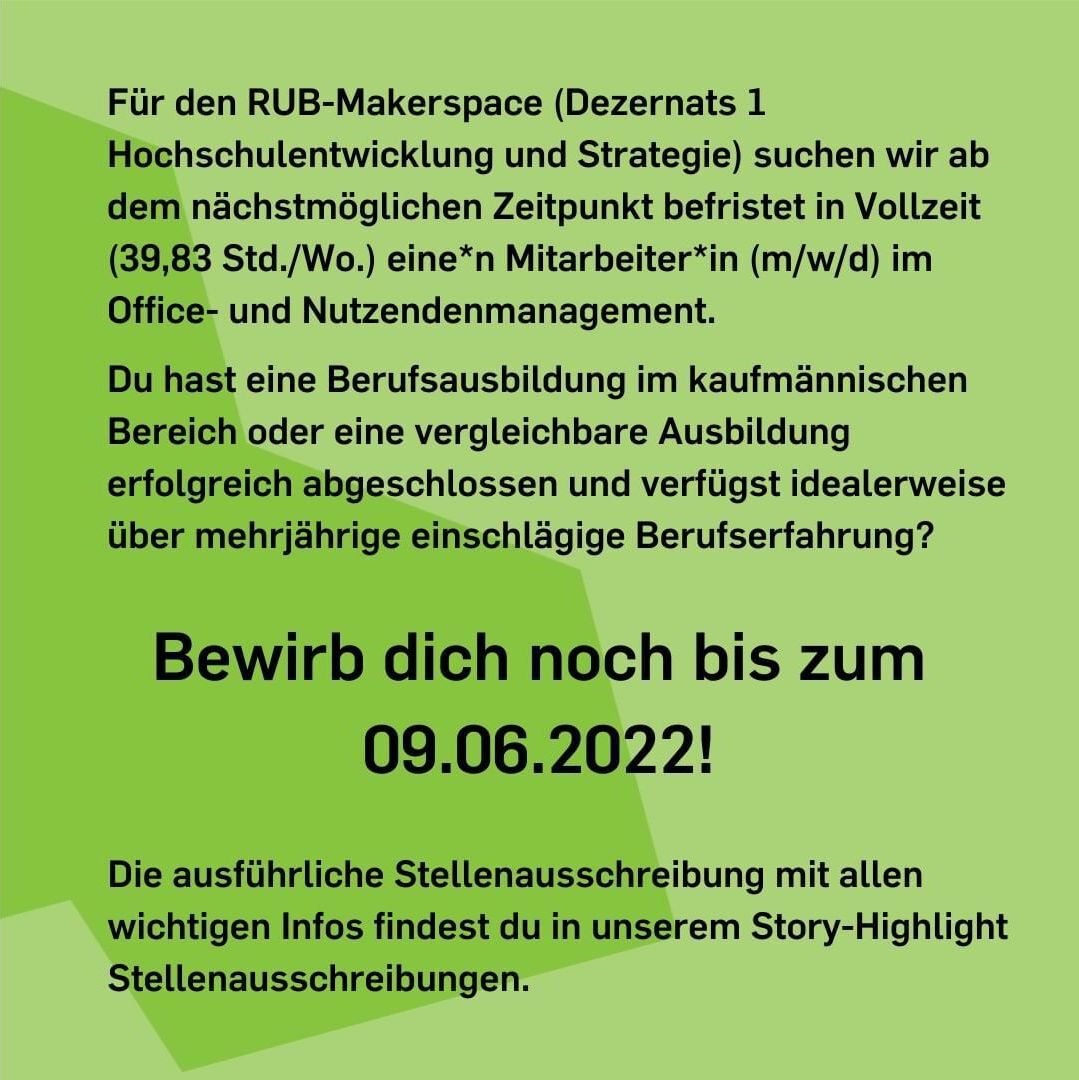 Für den RUB-Makerspace (Dezernats 1
Hochschulentwicklung und Strategie) suchen wir ab
dem nächstmöglichen Zeitpunkt befristet in Vollzeit
(39,83 Std./Wo.) eine*n Mitarbeiter*in (m/w/d) im
Office- und Nutzendenmanagement.
Du hast eine Berufsausbildung im kaufmännischen
Bereich oder eine vergleichbare Ausbildung
erfolgreich abgeschlossen und verfügst idealerweise
über mehrjährige einschlägige Berufserfahrung?
Bewirb dich noch bis zum
09.06.2022!
Die ausführliche Stellenausschreibung mit allen
wichtigen Infos findest du in unserem Story-Highlight
Stellenausschreibungen.